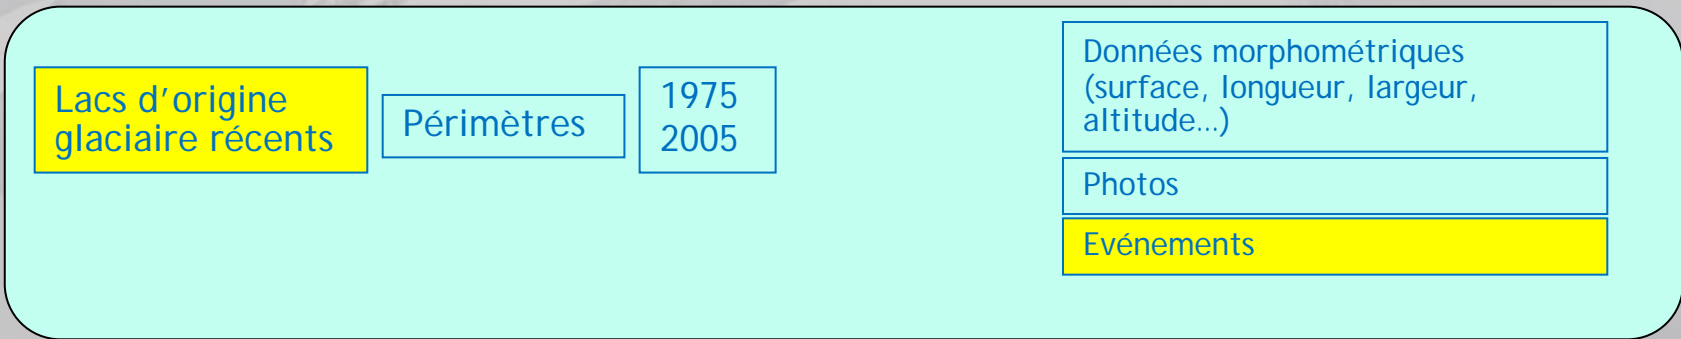 Lacs d'origine
glaciaire récents
Périmètres
1975
2005
Données morphométriques
(surface, longueur, largeur,
altitude...)
Photos
Evénements